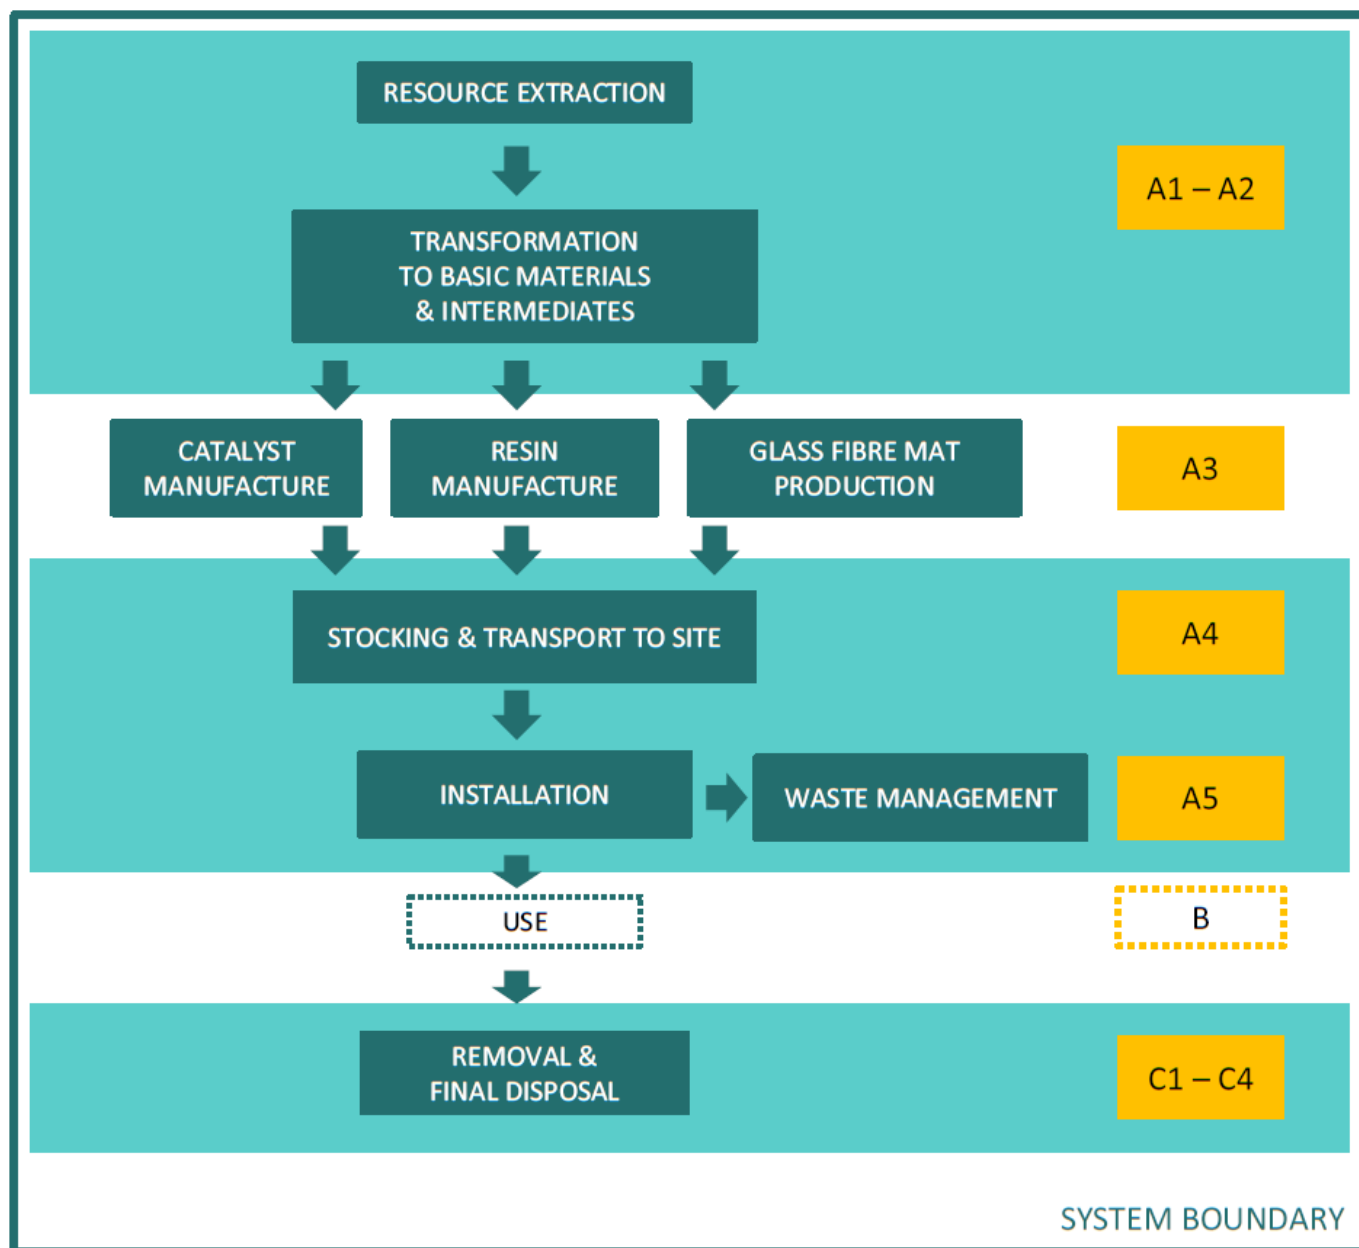 RESOURCE EXTRACTION
A1 – A2
TRANSFORMATION
TO BASIC MATERIALS
& INTERMEDIATES
CATALYST
MANUFACTURE
RESIN
MANUFACTURE
GLASS FIBRE MAT
PRODUCTION
A3
STOCKING & TRANSPORT TO SITE
A4
INSTALLATION
WASTE MANAGEMENT
A5
USE
B
REMOVAL &
FINAL DISPOSAL
C1 – C4
SYSTEM BOUNDARY